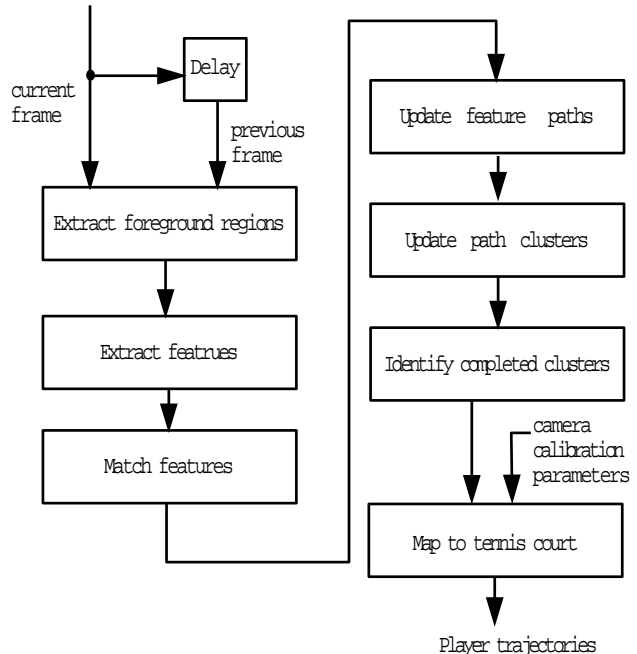 current
frame
Delay
previous
frame
Extract foreground regions
Extract featrues
Match features
Update feature paths
Update path clusters
Identify completed clusters
camera
calibration
parameters
Map to tennis court
Player trajectories